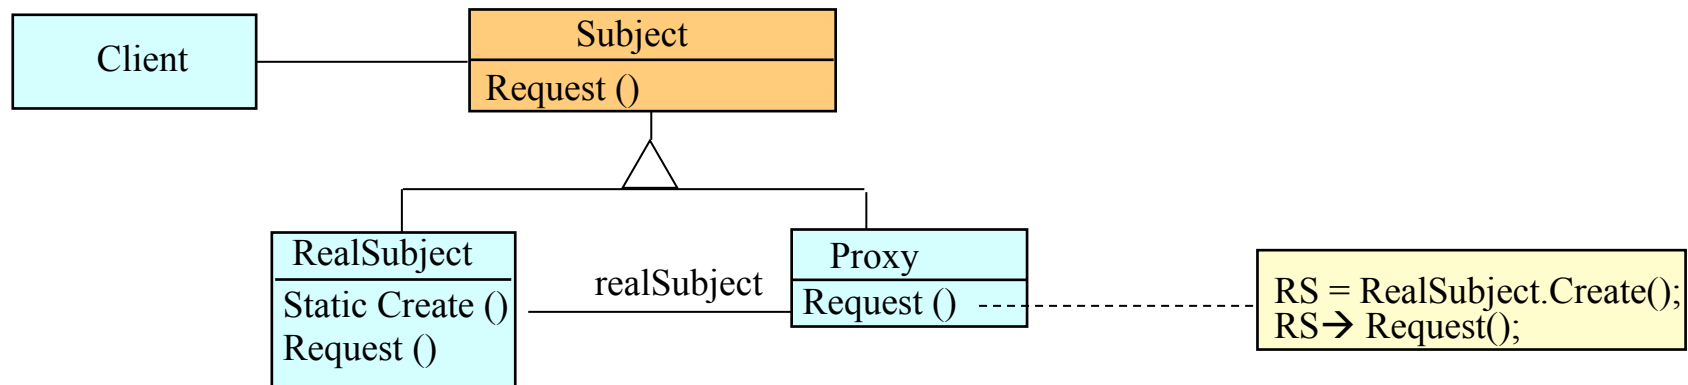 Client
Subject
Request ()
RealSubject
Static Create ()
Request ()
realSubject
Proxy
Request ()
RS = RealSubject.Create();
RS→ Request();